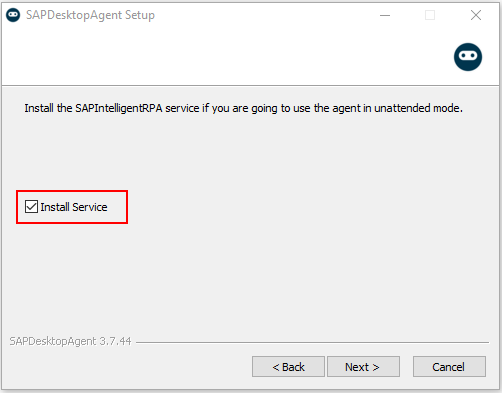 SAPDesktopAgent Setup
Install the SAPIntelligentRPA service if you are going to use the agent in unattended mode.
Install Service
SAPDesktopAgent 3.7.44
< Back Next > Cancel